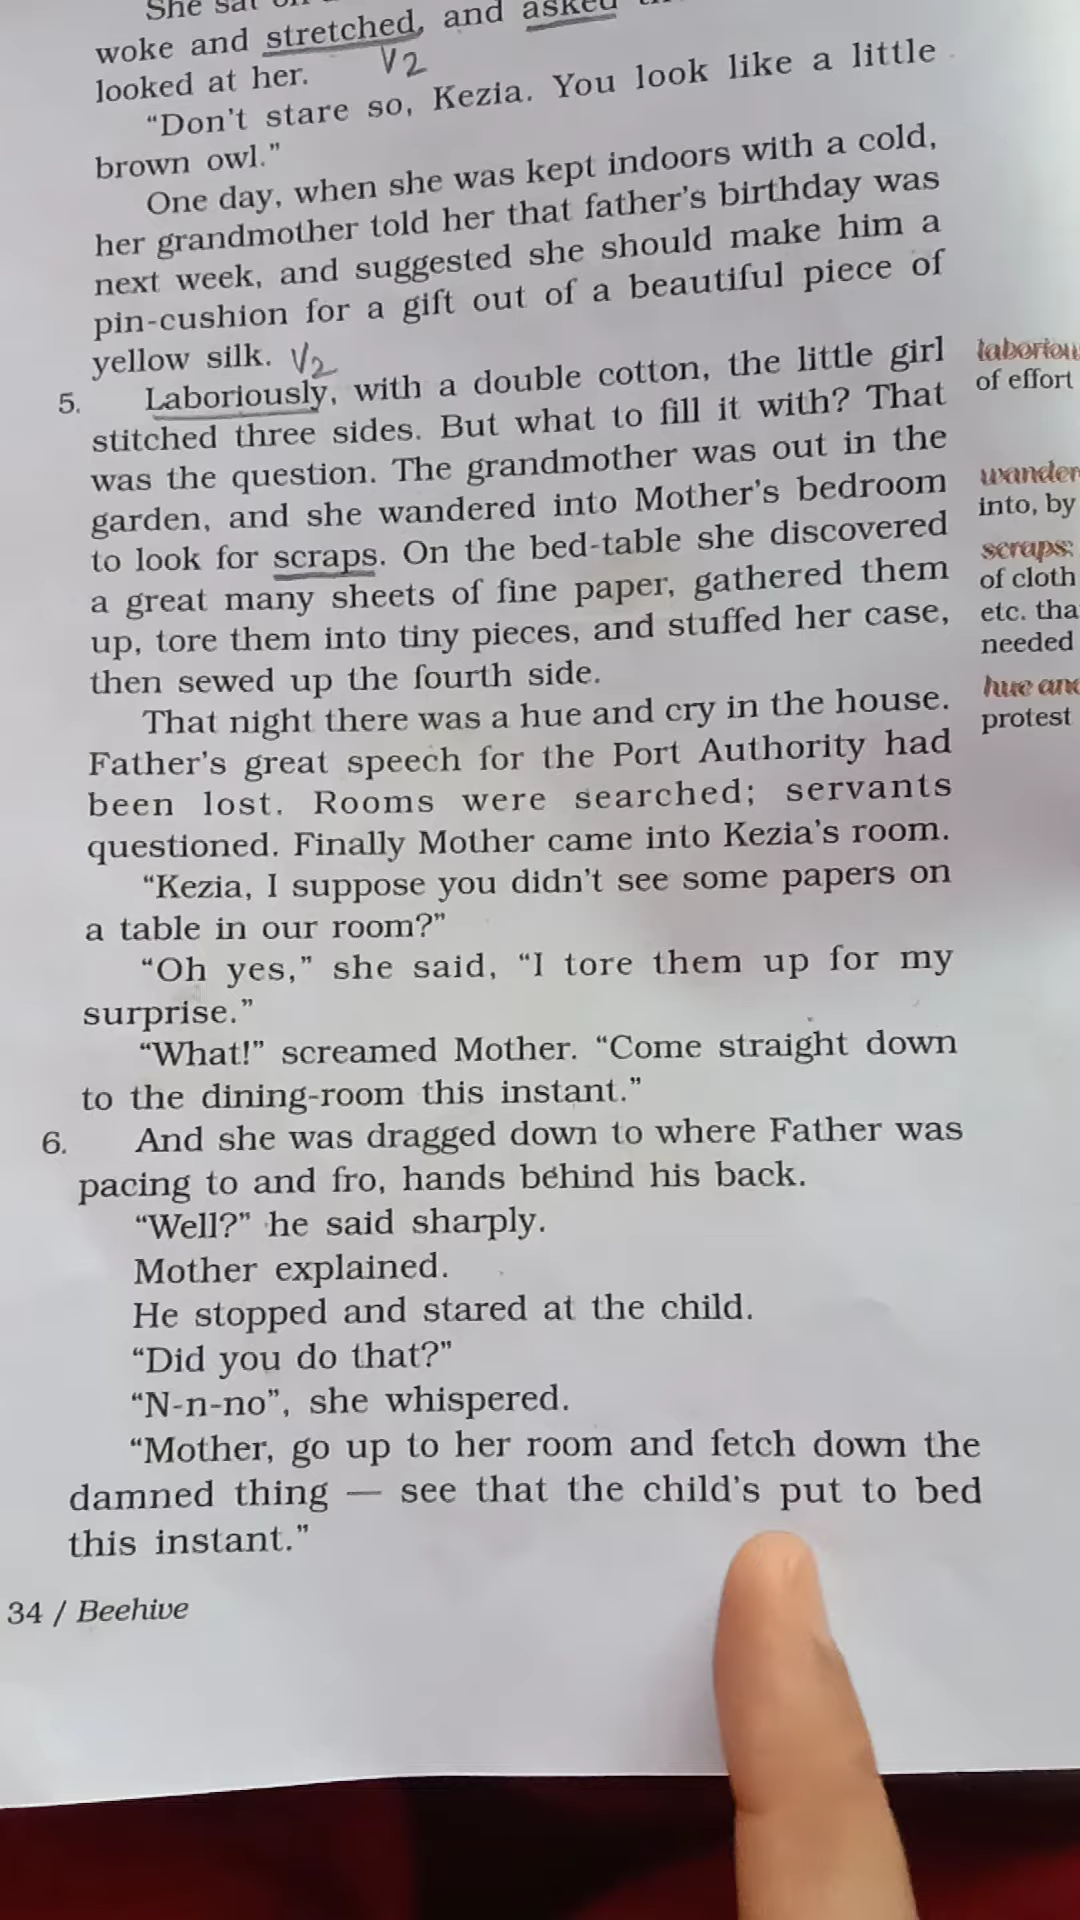 She sat on
woke and stretched, and asked
looked at her. V2
"Don't stare so, Kezia. You look like a little
brown owl."
One day, when she was kept indoors with a cold,
her grandmother told her that father's birthday was
next week, and suggested she should make him a
pin-cushion for a gift out of a beautiful piece of
yellow silk. V2
5. Laboriously, with a double cotton, the little girl
stitched three sides. But what to fill it with? That
was the question. The grandmother was out in the
garden, and she wandered into Mother's bedroom
to look for scraps. On the bed-table she discovered
a great many sheets of fine paper, gathered them
up, tore them into tiny pieces, and stuffed her case,
then sewed up the fourth side.
That night there was a hue and cry in the house.
Father's great speech for the Port Authority had
been lost. Rooms were searched; servants
questioned. Finally Mother came into Kezia's room.
"Kezia, I suppose you didn't see some papers on
a table in our room?"
"Oh yes," she said, "I tore them up for my
surprise."
"What!" screamed Mother. "Come straight down
to the dining-room this instant."
6. And she was dragged down to where Father was
pacing to and fro, hands behind his back.
"Well?" he said sharply.
Mother explained.
He stopped and stared at the child.
"Did you do that?"
"N-n-no", she whispered.
"Mother, go up to her room and fetch down the
damned thing — see that the child's put to bed
this instant."
34 / Beehive
of effort
into, by
scraps:
of cloth
etc.
needed
hue
protest